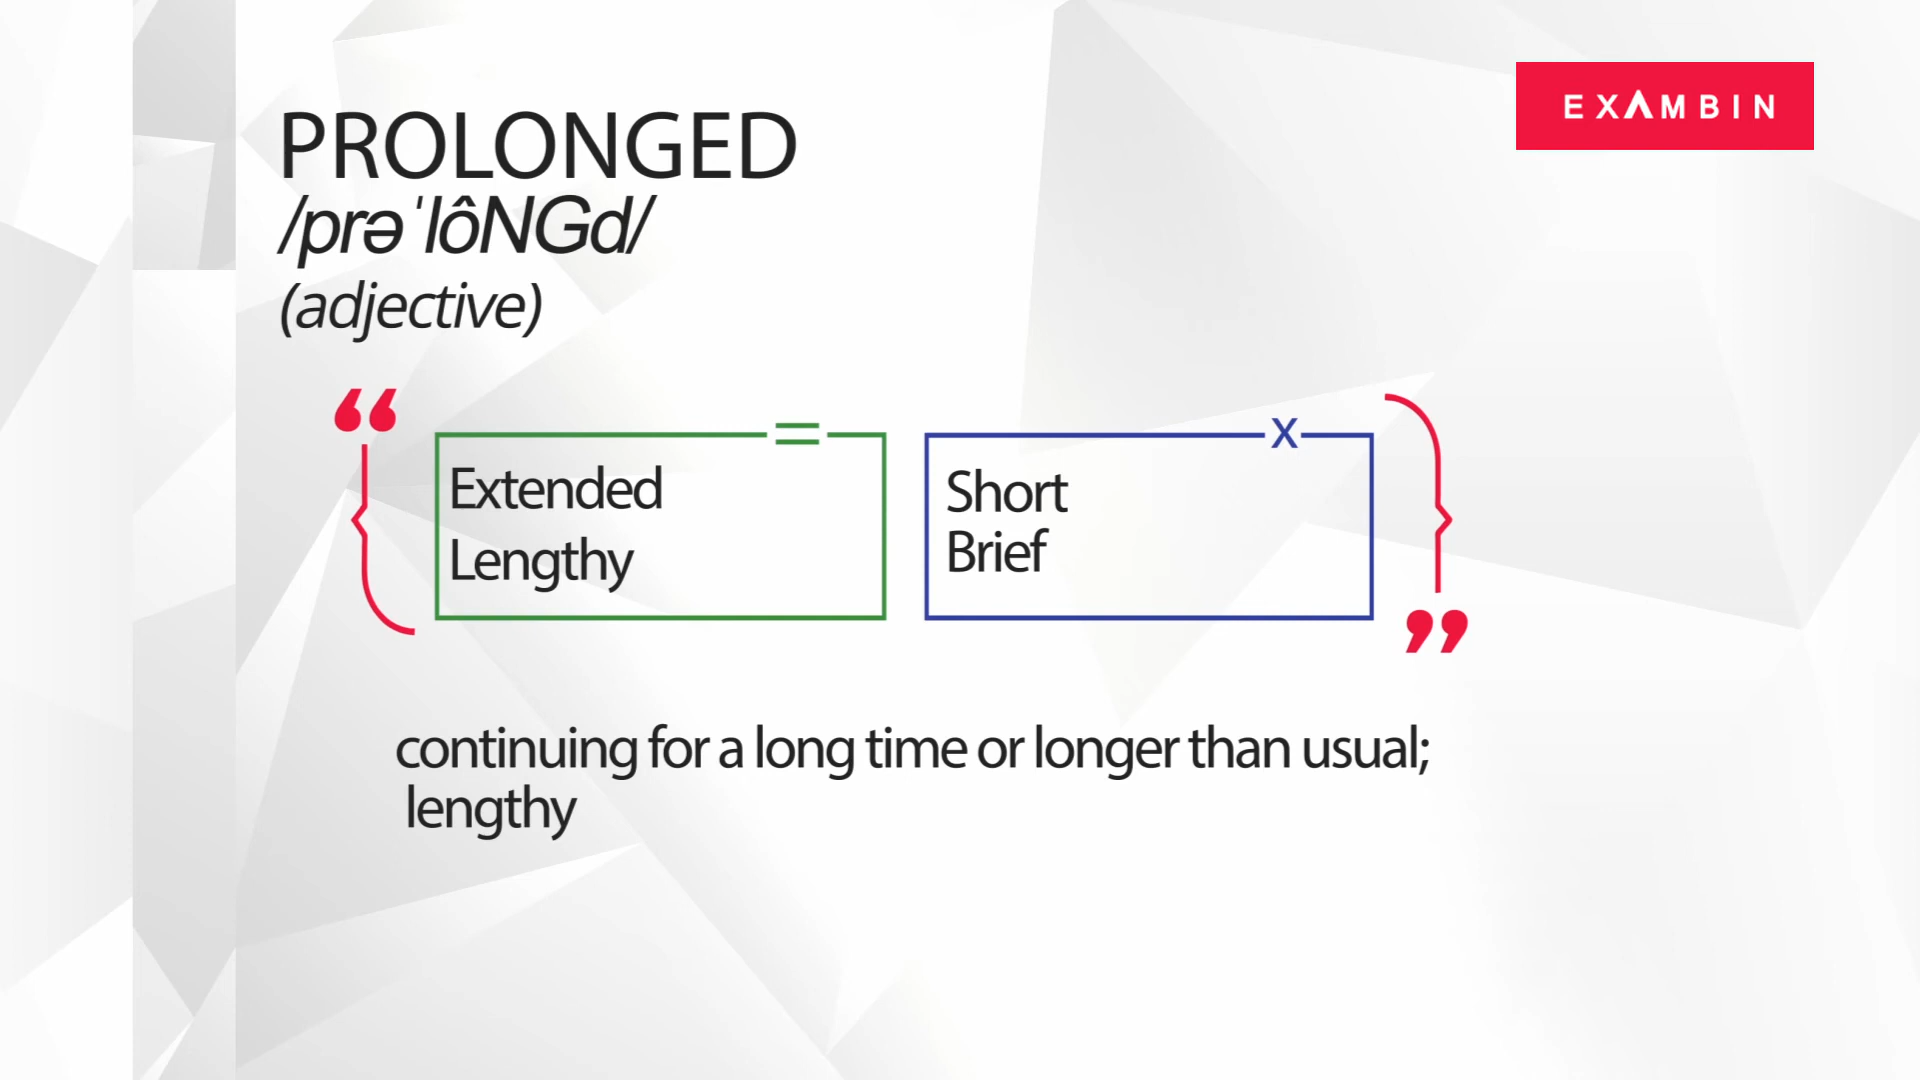 EXAMBIN
PROLONGED
/prəˈlôNGd/
(adjective)
“
=
Extended
Lengthy
x
Short
Brief
”
continuing for a long time or longer than usual;
lengthy